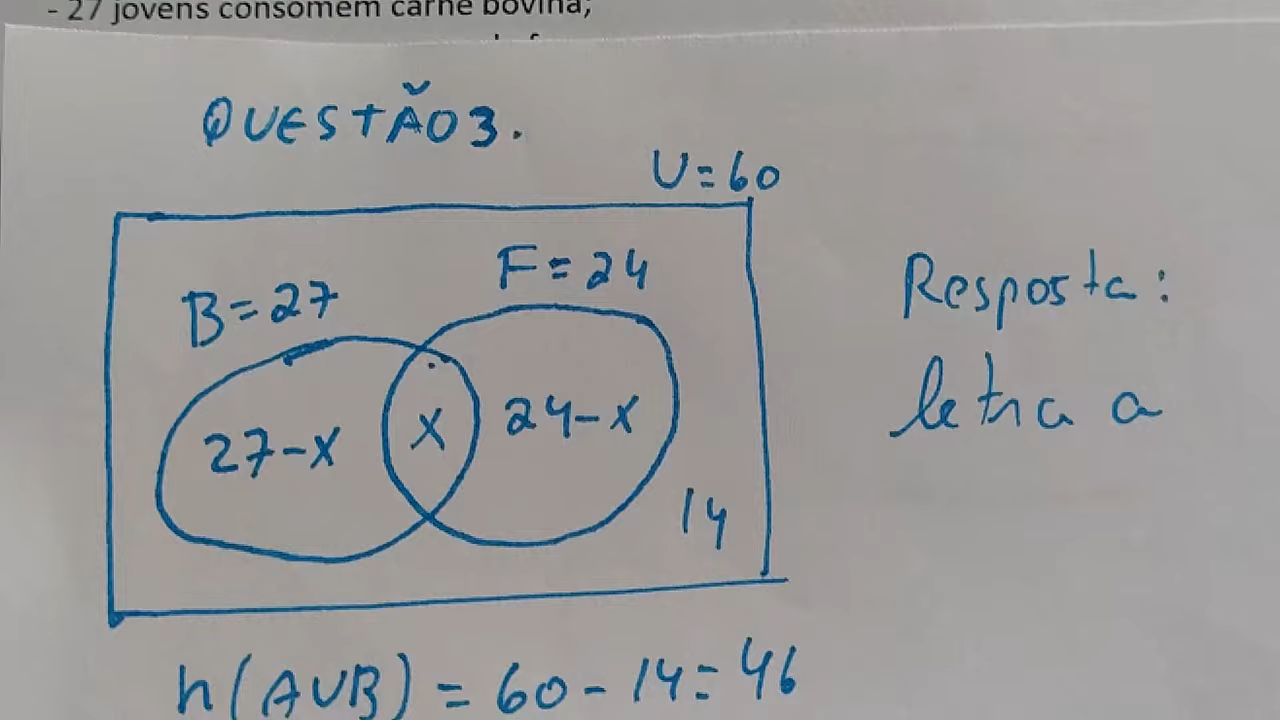 - 27 jovens consomem carne bovina;
QUESTÃO 3.
U=60
F=24
B=27
27-X
X
24-X
14
Resposta:
letra a
n(AUB) = 60-14=46